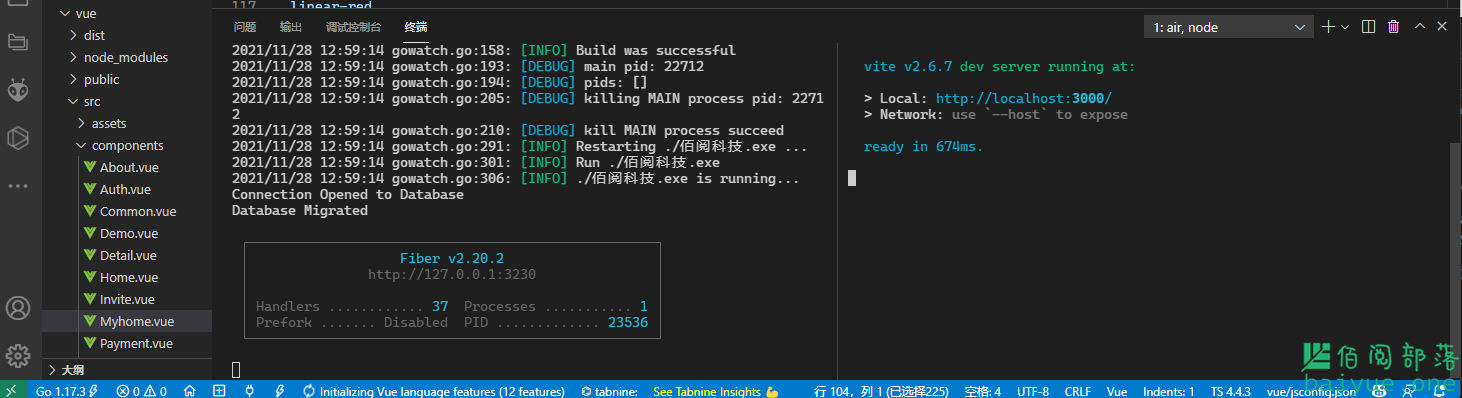 vue
dist
node_modules
public
src
assets
components
About.vue
Auth.vue
Common.vue
Demo.vue
Detail.vue
Home.vue
Invite.vue
Myhome.vue
Payment.vue
大纲
117 linear-red
问题 输出 调试控制台 终端
1: air, node
2021/11/28 12:59:14 gowatch.go:158: [INFO] Build was successful
2021/11/28 12:59:14 gowatch.go:193: [DEBUG] main pid: 22712
2021/11/28 12:59:14 gowatch.go:194: [DEBUG] pids: []
2021/11/28 12:59:14 gowatch.go:205: [DEBUG] killing MAIN process pid: 2271
2
2021/11/28 12:59:14 gowatch.go:210: [DEBUG] kill MAIN process succeed
2021/11/28 12:59:14 gowatch.go:291: [INFO] Restarting ./佰阅科技.exe ...
2021/11/28 12:59:14 gowatch.go:301: [INFO] Run ./佰阅科技.exe
2021/11/28 12:59:14 gowatch.go:306: [INFO] ./佰阅科技.exe is running...
Connection Opened to Database
Database Migrated
Fiber v2.20.2
http://127.0.0.1:3230
Handlers ............ 37 Processes ........... 1
Prefork ....... Disabled PID ............. 23536
vite v2.6.7 dev server running at:
> Local: http://localhost:3000/
> Network: use `--host` to expose
ready in 674ms.
佰阅部落
baiyue.one
Go 1.17.3 0 0 Initializing Vue language features (12 features) tabnine: See Tabnine Insights 行 104，列 1 (已选择225) 空格: 4 UTF-8 CRLF Vue Indents: 1 TS 4.4.3 vue/jsconfig.json